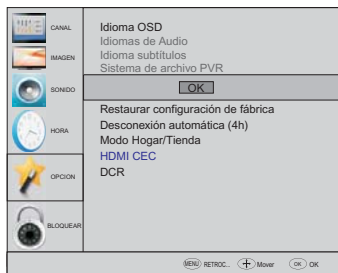 CANAL
IMAGEN
SONIDO
HORA
OPCION
BLOQUEAR
Idioma OSD
Idiomas de Audio
Idioma subtítulos
Sistema de archivo PVR
OK
Restaurar configuración de fábrica
Desconexión automática (4h)
Modo Hogar/Tienda
HDMI CEC
DCR
MENU RETROC... Mover OK OK